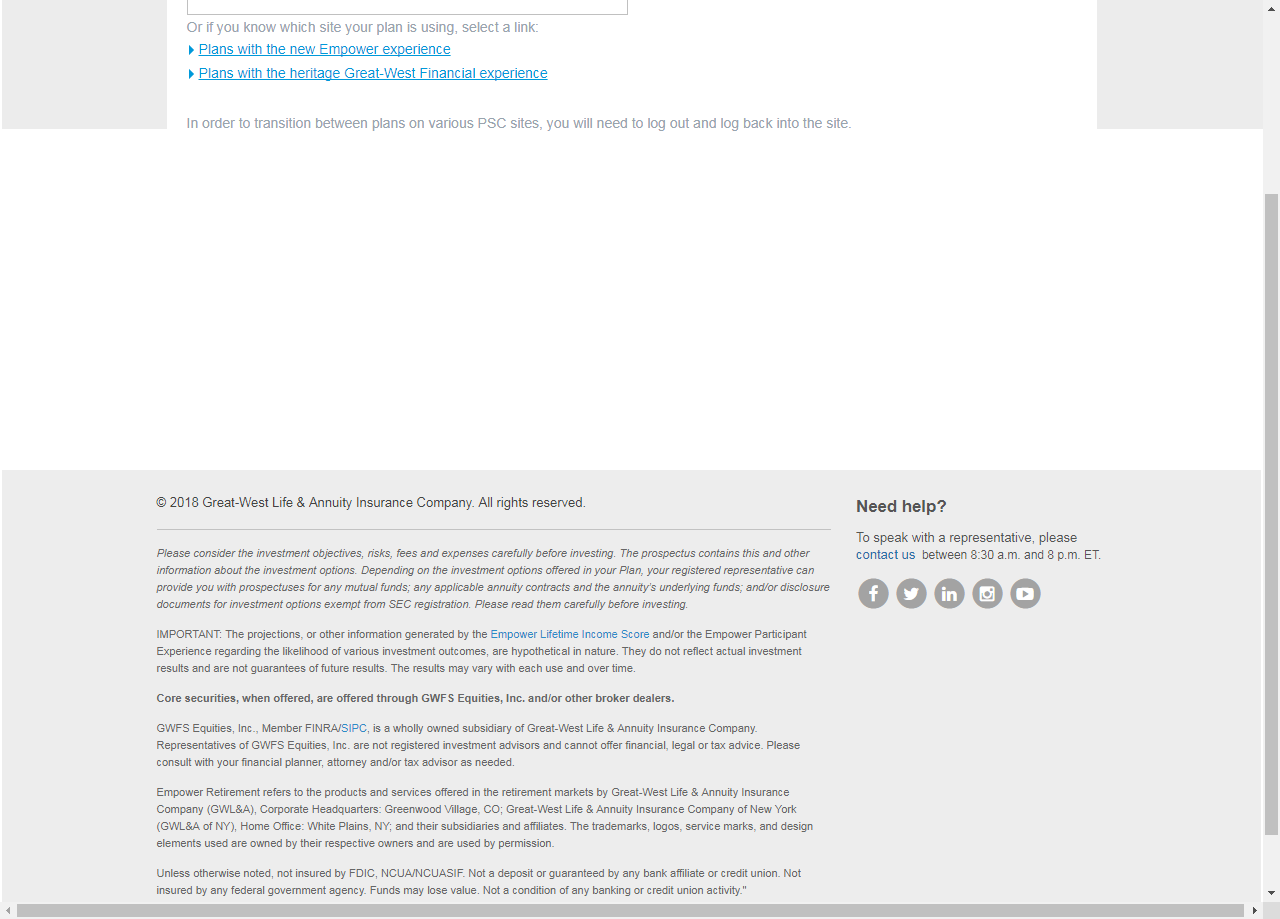 Or if you know which site your plan is using, select a link:
Plans with the new Empower experience
Plans with the heritage Great-West Financial experience
In order to transition between plans on various PSC sites, you will need to log out and log back into the site.
© 2018 Great-West Life & Annuity Insurance Company. All rights reserved.
Please consider the investment objectives, risks, fees and expenses carefully before investing. The prospectus contains this and other
information about the investment options. Depending on the investment options offered in your Plan, your registered representative can
provide you with prospectuses for any mutual funds; any applicable annuity contracts and the annuity's underlying funds; and/or disclosure
documents for investment options exempt from SEC registration. Please read them carefully before investing.
IMPORTANT: The projections, or other information generated by the Empower Lifetime Income Score and/or the Empower Participant
Experience regarding the likelihood of various investment outcomes, are hypothetical in nature. They do not reflect actual investment
results and are not guarantees of future results. The results may vary with each use and over time.
Core securities, when offered, are offered through GWFS Equities, Inc. and/or other broker dealers.
GWFS Equities, Inc., Member FINRA/SIPC, is a wholly owned subsidiary of Great-West Life & Annuity Insurance Company.
Representatives of GWFS Equities, Inc. are not registered investment advisors and cannot offer financial, legal or tax advice. Please
consult with your financial planner, attorney and/or tax advisor as needed.
Empower Retirement refers to the products and services offered in the retirement markets by Great-West Life & Annuity Insurance
Company (GWL&A), Corporate Headquarters: Greenwood Village, CO; Great-West Life & Annuity Insurance Company of New York
(GWL&A of NY), Home Office: White Plains, NY; and their subsidiaries and affiliates. The trademarks, logos, service marks, and design
elements used are owned by their respective owners and are used by permission.
Unless otherwise noted, not insured by FDIC, NCUA/NCUASIF. Not a deposit or guaranteed by any bank affiliate or credit union. Not
insured by any federal government agency. Funds may lose value. Not a condition of any banking or credit union activity."
Need help?
To speak with a representative, please
contact us between 8:30 a.m. and 8 p.m. ET.